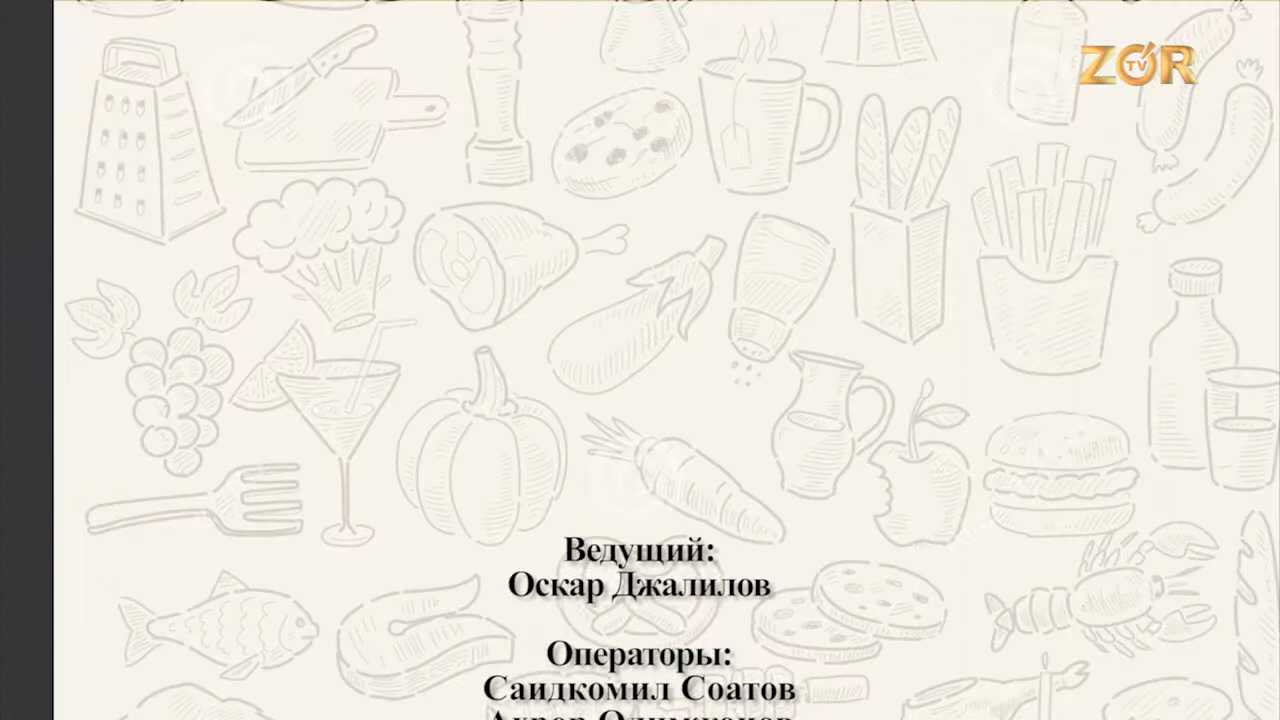 ZOR TV
Ведущий:
Оскар Джалилов
Операторы:
Саидкомил Соатов